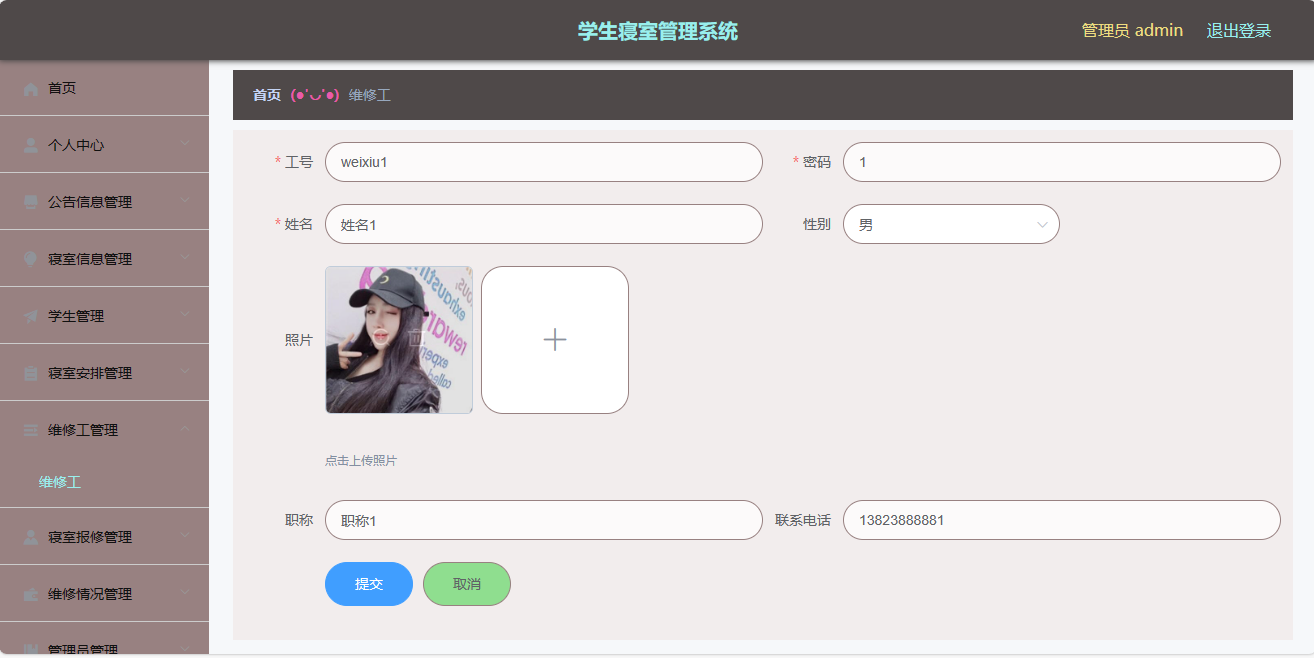 学生寝室管理系统
管理员 admin 退出登录
首页
个人中心
公告信息管理
寝室信息管理
学生管理
寝室安排管理
维修工管理
维修工
寝室报修管理
维修情况管理
管理员管理
首页 (●'◡'●) 维修工
* 工号 weixiu1 * 密码 1
* 姓名 姓名1 性别 男
照片
exhausting
rewar
exper
called
点击上传照片
职称 职称1 联系电话 13823888881
提交 取消